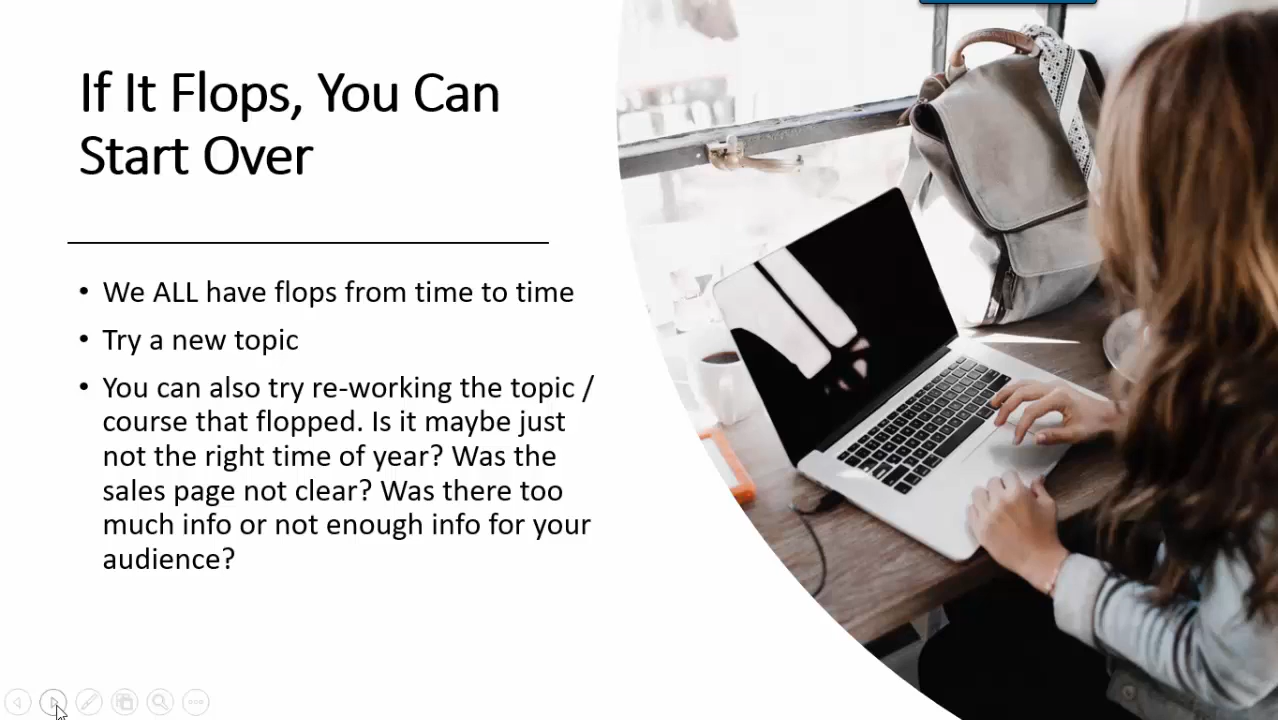 If It Flops, You Can
Start Over
• We ALL have flops from time to time
• Try a new topic
• You can also try re-working the topic /
course that flopped. Is it maybe just
not the right time of year? Was the
sales page not clear? Was there too
much info or not enough info for your
audience?